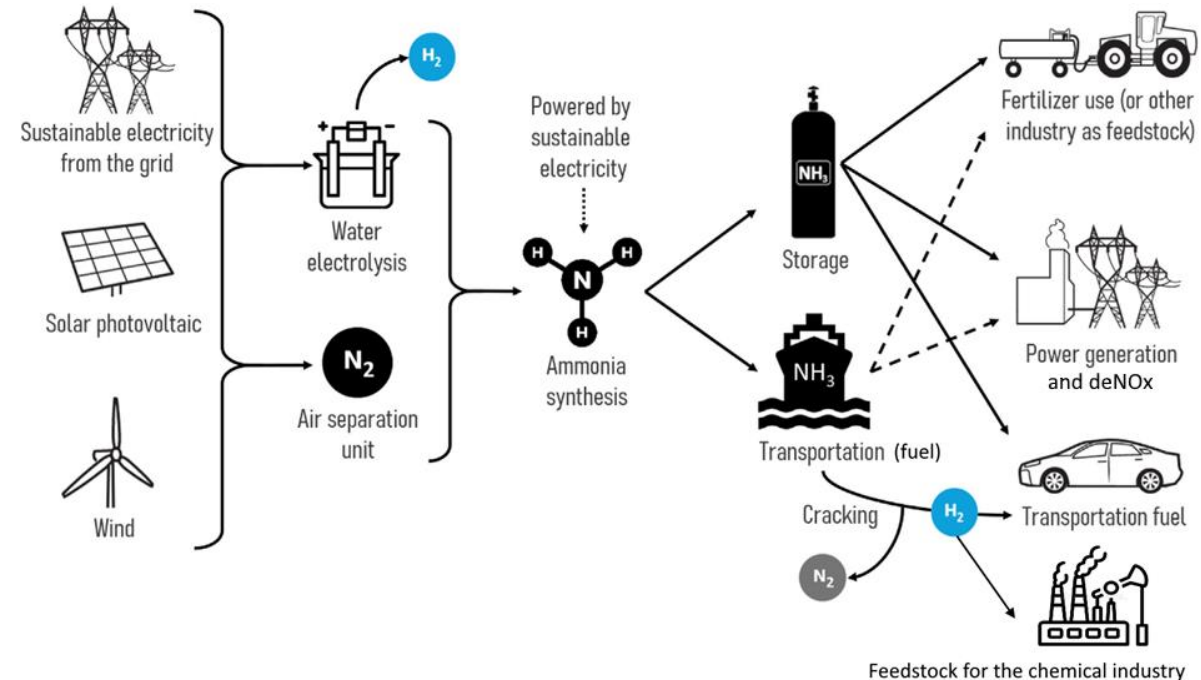 Sustainable electricity
from the grid
Solar photovoltaic
Wind
H₂
+ −
Water
electrolysis
N₂
Air separation
unit
Powered by
sustainable
electricity
H
H
N
H
Ammonia
synthesis
NH₃
Storage
NH₃
Transportation (fuel)
Cracking
H₂
N₂
Fertilizer use (or other
industry as feedstock)
Power generation
and deNOx
Transportation fuel
Feedstock for the chemical industry